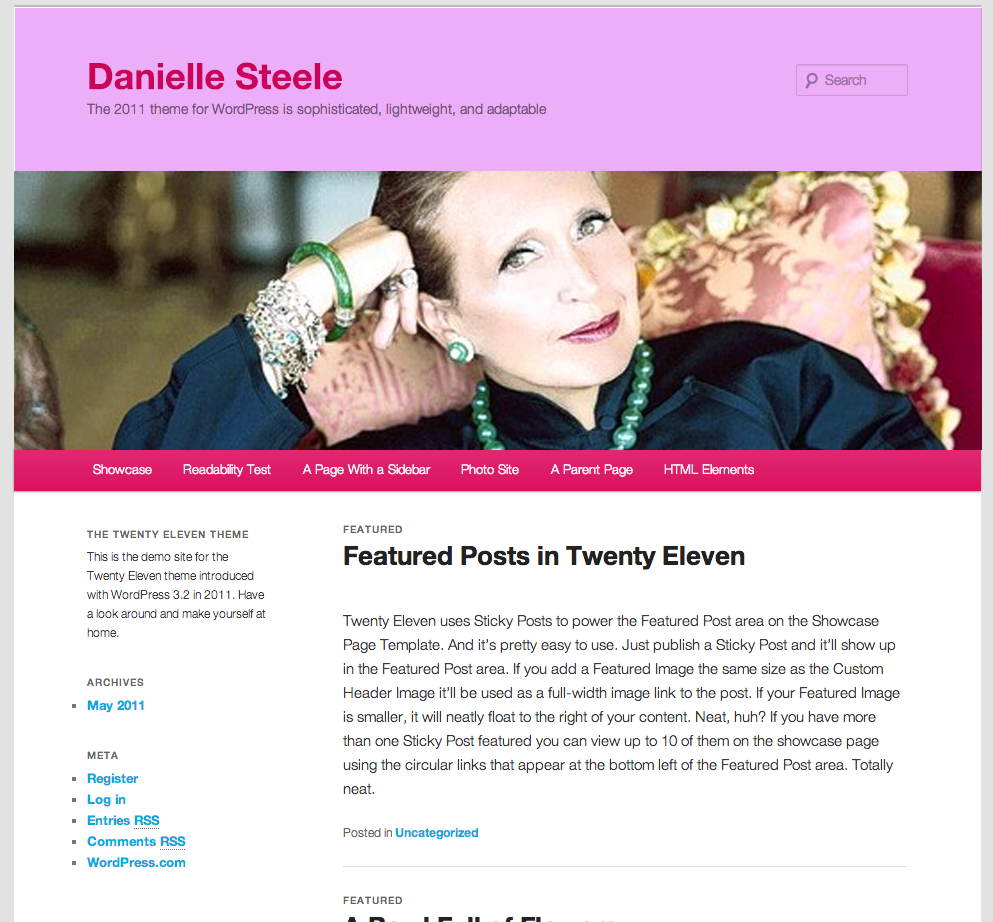 Danielle Steele
The 2011 theme for WordPress is sophisticated, lightweight, and adaptable
Search
Showcase
Readability Test
A Page With a Sidebar
Photo Site
A Parent Page
HTML Elements
THE TWENTY ELEVEN THEME
This is the demo site for the
Twenty Eleven theme introduced
with WordPress 3.2 in 2011. Have
a look around and make yourself at
home.
ARCHIVES
May 2011
META
Register
Log in
Entries RSS
Comments RSS
WordPress.com
FEATURED
Featured Posts in Twenty Eleven
Twenty Eleven uses Sticky Posts to power the Featured Post area on the Showcase
Page Template. And it’s pretty easy to use. Just publish a Sticky Post and it’ll show up
in the Featured Post area. If you add a Featured Image the same size as the Custom
Header Image it’ll be used as a full-width image link to the post. If your Featured Image
is smaller, it will neatly float to the right of your content. Neat, huh? If you have more
than one Sticky Post featured you can view up to 10 of them on the showcase page
using the circular links that appear at the bottom left of the Featured Post area. Totally
neat.
Posted in Uncategorized
FEATURED